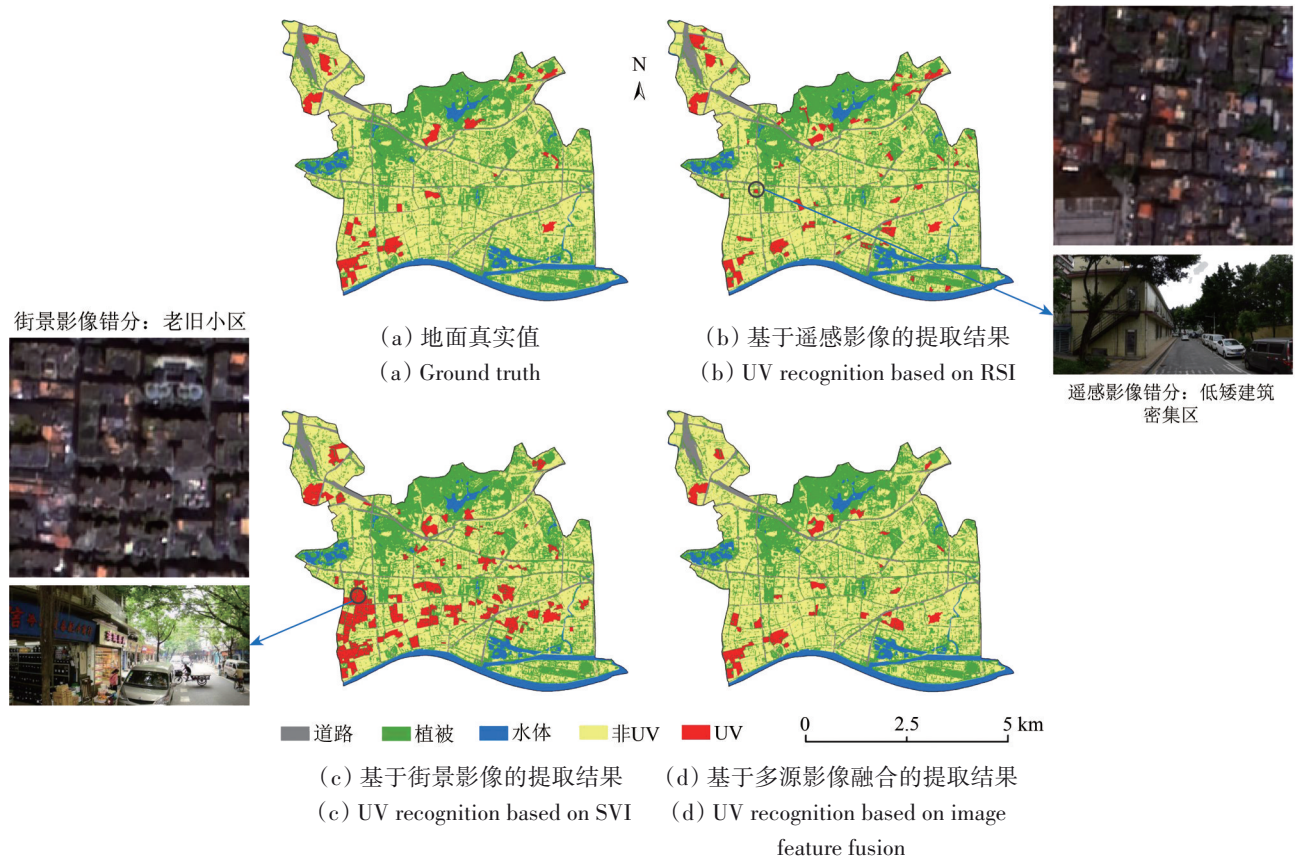 N
(a) 地面真实值
(a) Ground truth
(b) 基于遥感影像的提取结果
(b) UV recognition based on RSI
遥感影像错分：低矮建筑
密集区
街景影像错分：老旧小区
道路 植被 水体 非UV UV
0 2.5 5 km
(c) 基于街景影像的提取结果
(c) UV recognition based on SVI
(d) 基于多源影像融合的提取结果
(d) UV recognition based on image
feature fusion